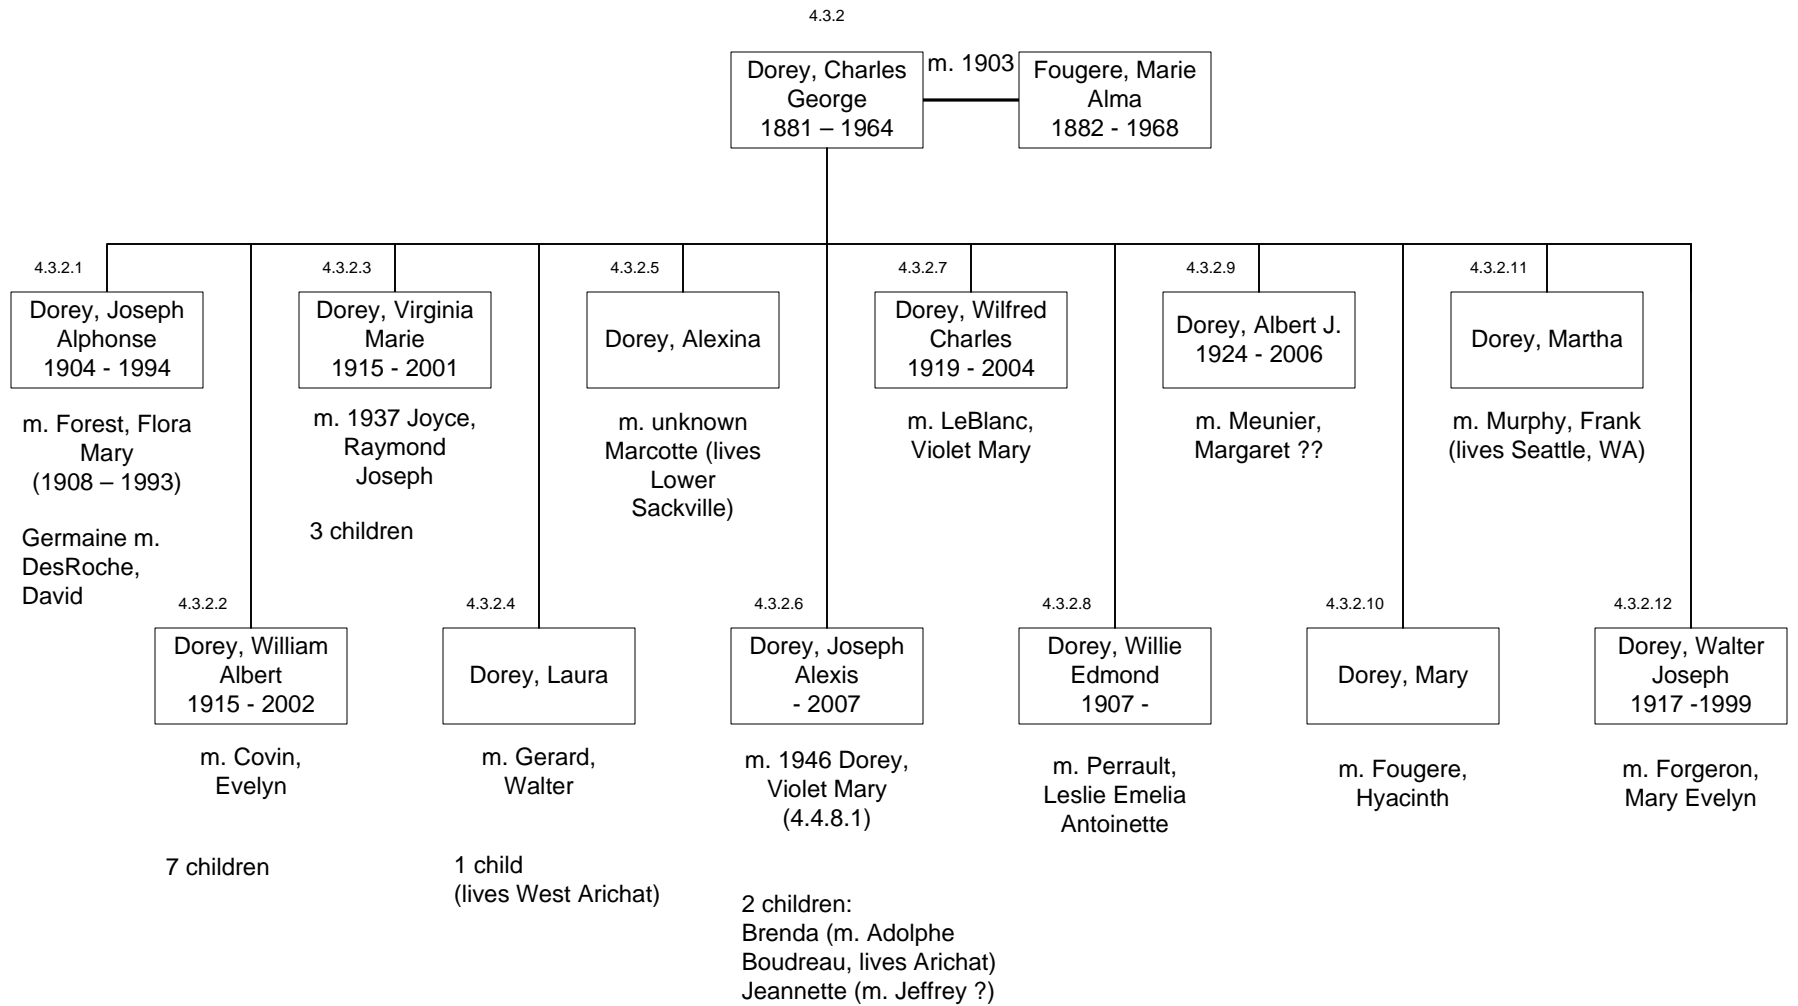 4.3.2
Dorey, Charles
George
1881 – 1964
m. 1903
Fougere, Marie
Alma
1882 - 1968
4.3.2.1
Dorey, Joseph
Alphonse
1904 - 1994
m. Forest, Flora
Mary
(1908 – 1993)
Germaine m.
DesRoche,
David
4.3.2.2
Dorey, William
Albert
1915 - 2002
m. Covin,
Evelyn
7 children
4.3.2.3
Dorey, Virginia
Marie
1915 - 2001
m. 1937 Joyce,
Raymond
Joseph
3 children
4.3.2.4
Dorey, Laura
m. Gerard,
Walter
1 child
(lives West Arichat)
4.3.2.5
Dorey, Alexina
m. unknown
Marcotte (lives
Lower
Sackville)
4.3.2.6
Dorey, Joseph
Alexis
- 2007
m. 1946 Dorey,
Violet Mary
(4.4.8.1)
2 children:
Brenda (m. Adolphe
Boudreau, lives Arichat)
Jeannette (m. Jeffrey ?)
4.3.2.7
Dorey, Wilfred
Charles
1919 - 2004
m. LeBlanc,
Violet Mary
4.3.2.8
Dorey, Willie
Edmond
1907 -
m. Perrault,
Leslie Emelia
Antoinette
4.3.2.9
Dorey, Albert J.
1924 - 2006
m. Meunier,
Margaret ??
4.3.2.10
Dorey, Mary
m. Fougere,
Hyacinth
4.3.2.11
Dorey, Martha
m. Murphy, Frank
(lives Seattle, WA)
4.3.2.12
Dorey, Walter
Joseph
1917 -1999
m. Forgeron,
Mary Evelyn